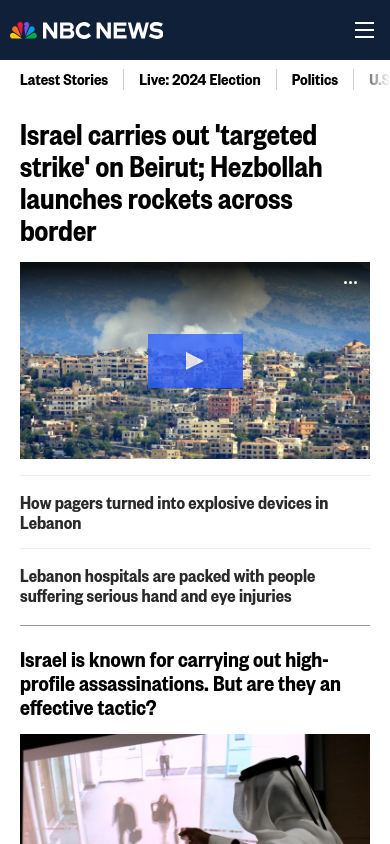 NBC NEWS
Latest Stories
Live: 2024 Election
Politics
Israel carries out 'targeted
strike' on Beirut; Hezbollah
launches rockets across
border
How pagers turned into explosive devices in
Lebanon
Lebanon hospitals are packed with people
suffering serious hand and eye injuries
Israel is known for carrying out high-
profile assassinations. But are they an
effective tactic?